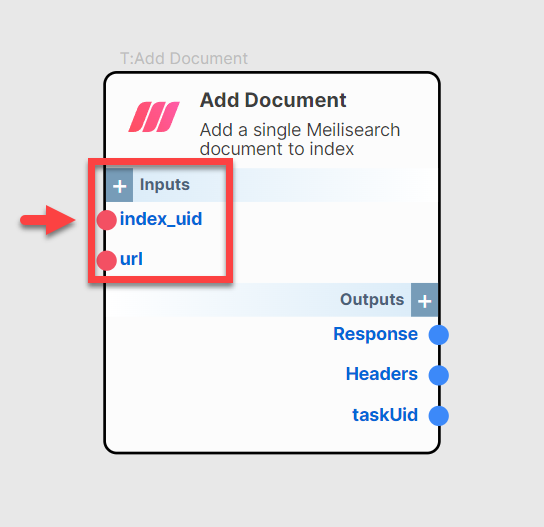 T:Add Document
Add Document
Add a single Meilisearch
document to index
+ Inputs
index_uid
url
Outputs +
Response
Headers
taskUid